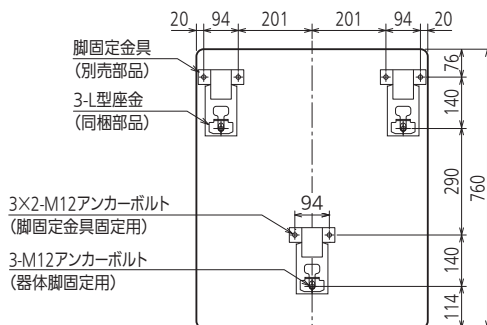 20 94 201 201 94 20
脚固定金具
(別売部品)
3-L型座金
(同梱部品)
76
140
290
760
3×2-M12アンカーボルト
(脚固定金具固定用)
94
3-M12アンカーボルト
(器体脚固定用)
140
114